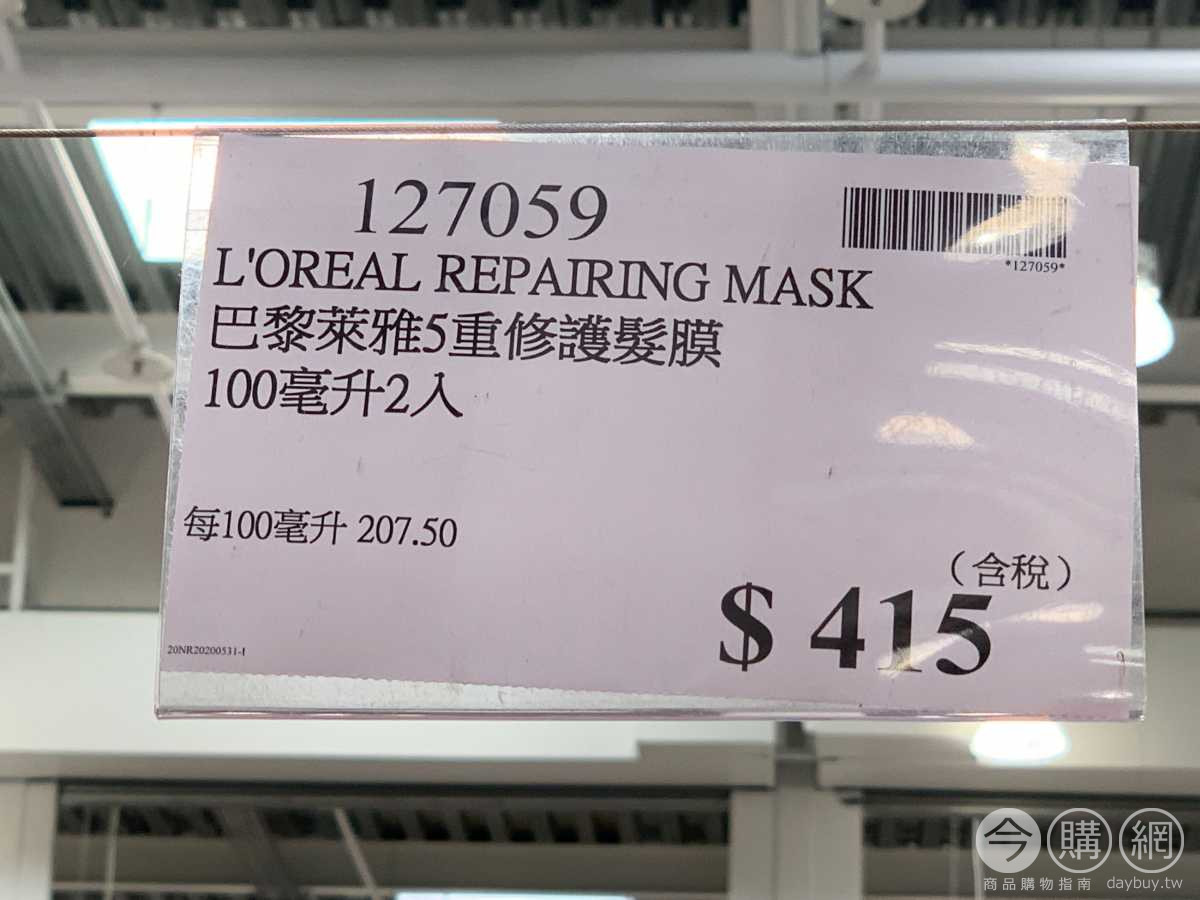 127059
*127059*
L'OREAL REPAIRING MASK
巴黎萊雅5重修護髮膜
100毫升2入
每100毫升 207.50
（含稅）
$ 415
20NR20200531-I
今購網
商品購物指南 daybuy.tw